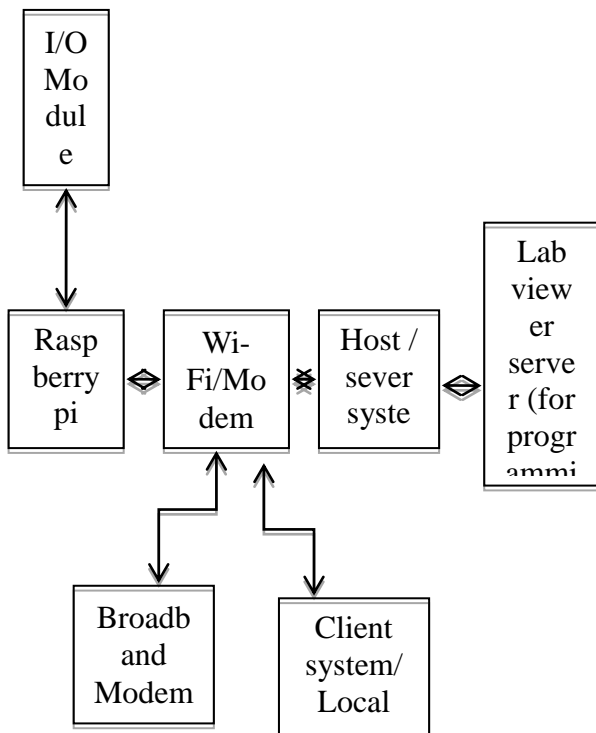 I/O
Mo
dul
e
Rasp
berry
pi
Wi-
Fi/Mo
dem
Host /
sever
syste
Lab
view
er
serve
r (for
progr
ammi
Broadb
and
Modem
Client
system/
Local